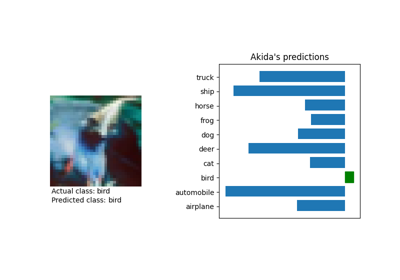 Akida's predictions
truck
ship
horse
frog
dog
deer
cat
bird
automobile
airplane
Actual class: bird
Predicted class: bird